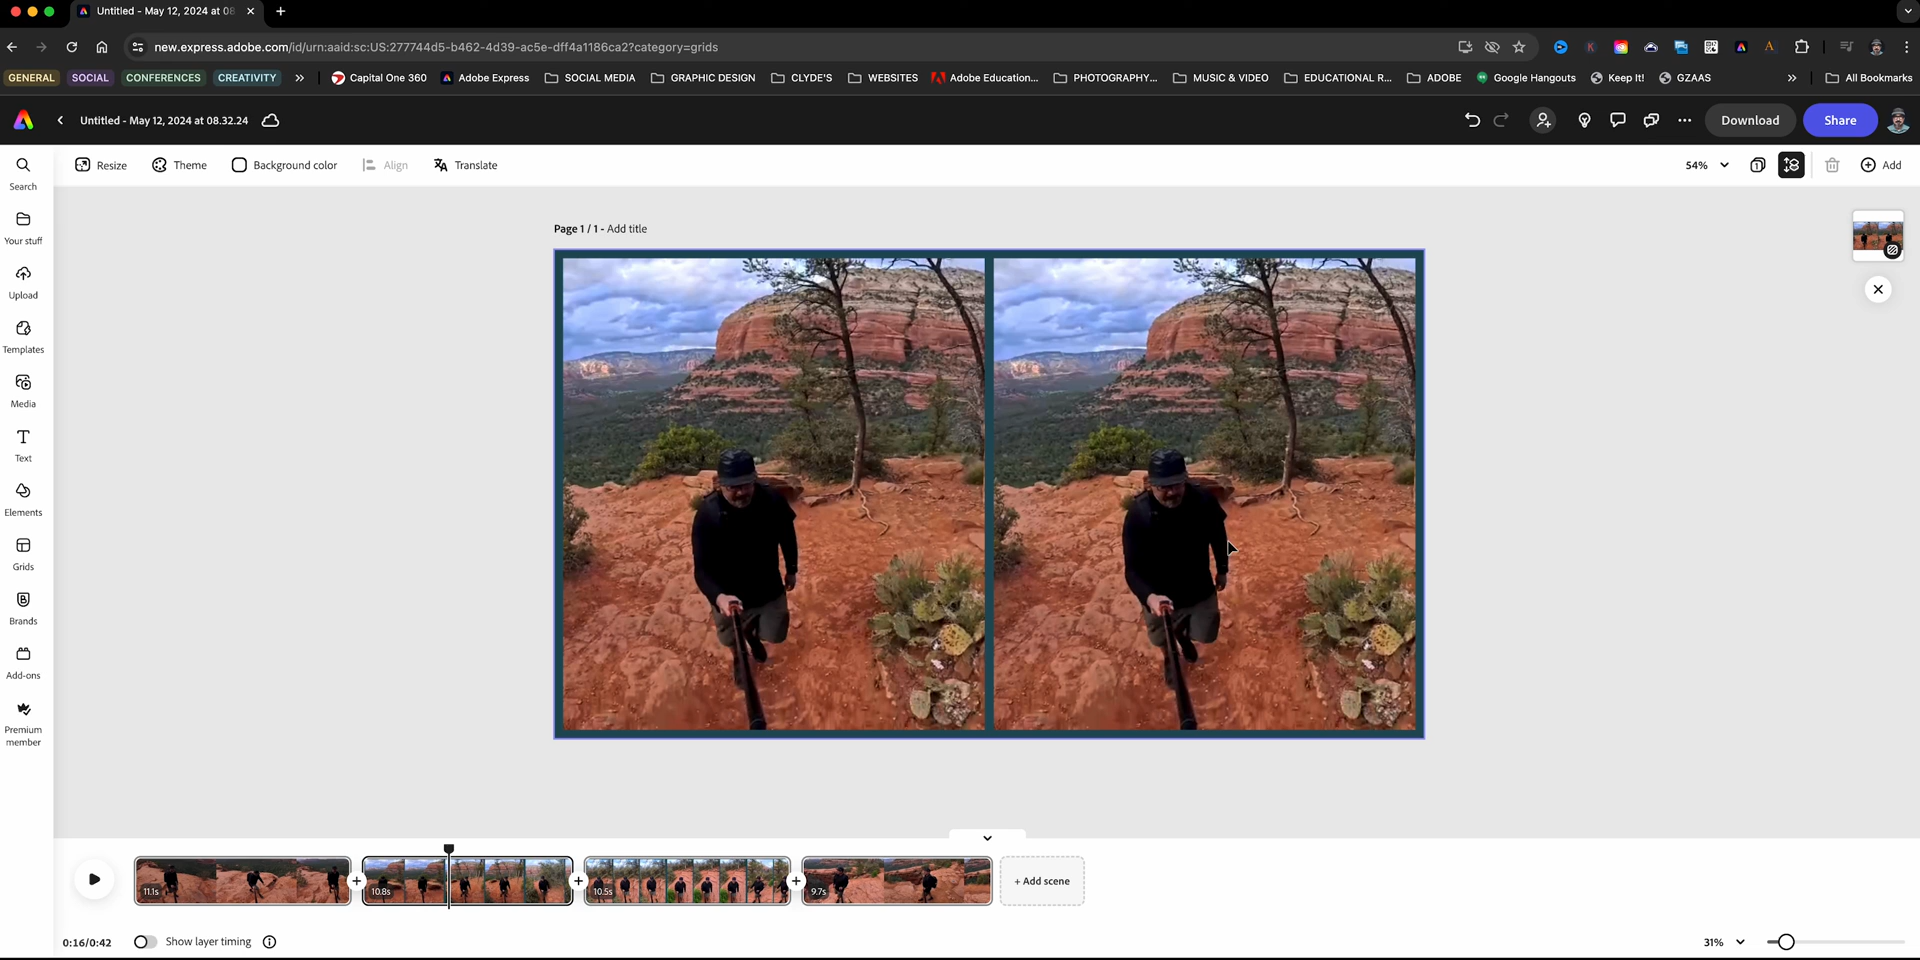 Untitled - May 12, 2024 at 08
new.express.adobe.com/id/urn:aaid:sc:US:277744d5-b462-4d39-ac5e-dff4a1186ca2?category=grids
GENERAL SOCIAL CONFERENCES CREATIVITY » Capital One 360 Adobe Express SOCIAL MEDIA GRAPHIC DESIGN CLYDE'S WEBSITES Adobe Education... PHOTOGRAPHY... MUSIC & VIDEO EDUCATIONAL R... ADOBE Google Hangouts Keep It! GZAAS » All Bookmarks
Untitled - May 12, 2024 at 08.32.24 Download Share
Resize Theme Background color Align Translate 54% Add
Search
Your stuff
Upload
Templates
Media
Text
Elements
Grids
Brands
Add-ons
Premium
member
Page 1 / 1 - Add title
11.1s 10.8s 10.5s 9.7s + Add scene
0:16/0:42 Show layer timing 31%